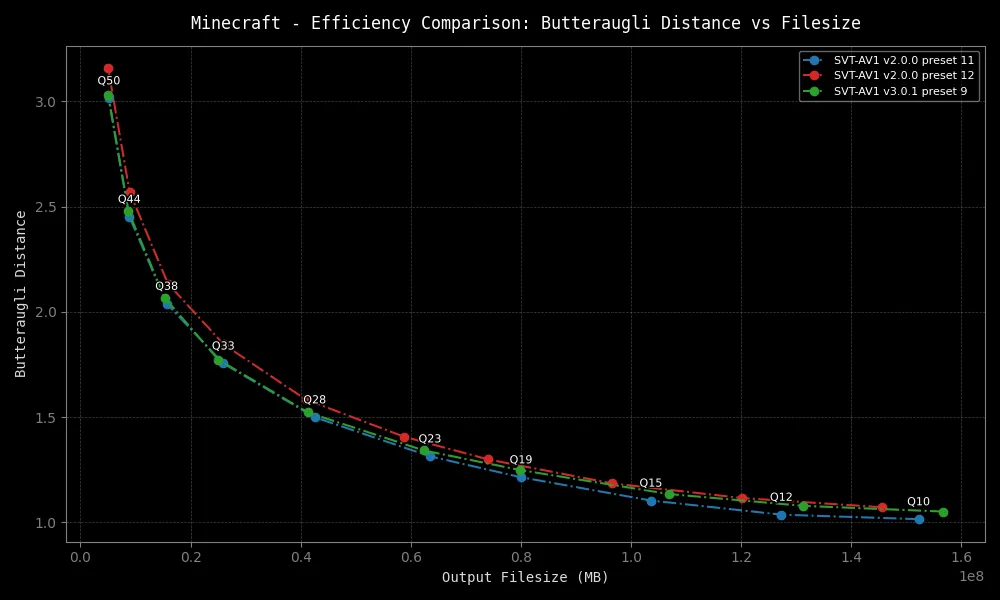 Minecraft - Efficiency Comparison: Butteraugli Distance vs Filesize
SVT-AV1 v2.0.0 preset 11
SVT-AV1 v2.0.0 preset 12
SVT-AV1 v3.0.1 preset 9
Butteraugli Distance
3.0
2.5
2.0
1.5
1.0
Q50
Q44
Q38
Q33
Q28
Q23
Q19
Q15
Q12
Q10
0.0 0.2 0.4 0.6 0.8 1.0 1.2 1.4 1.6
1e8
Output Filesize (MB)